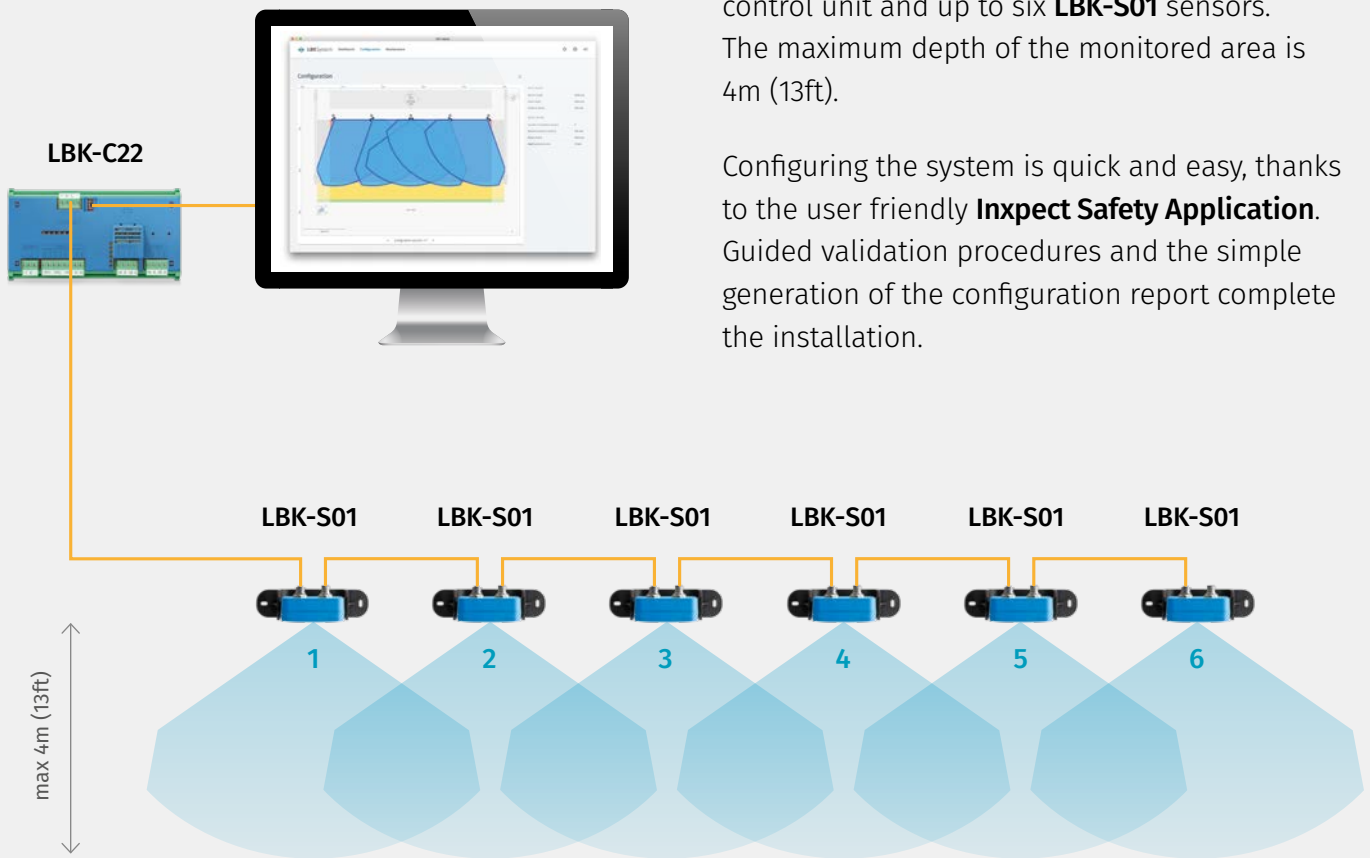 control unit and up to six LBK-S01 sensors.
The maximum depth of the monitored area is
4m (13ft).
Configuring the system is quick and easy, thanks
to the user friendly Inxpect Safety Application.
Guided validation procedures and the simple
generation of the configuration report complete
the installation.
LBK-C22
Configuration
LBK-S01 LBK-S01 LBK-S01 LBK-S01 LBK-S01 LBK-S01
1 2 3 4 5 6
max 4m (13ft)